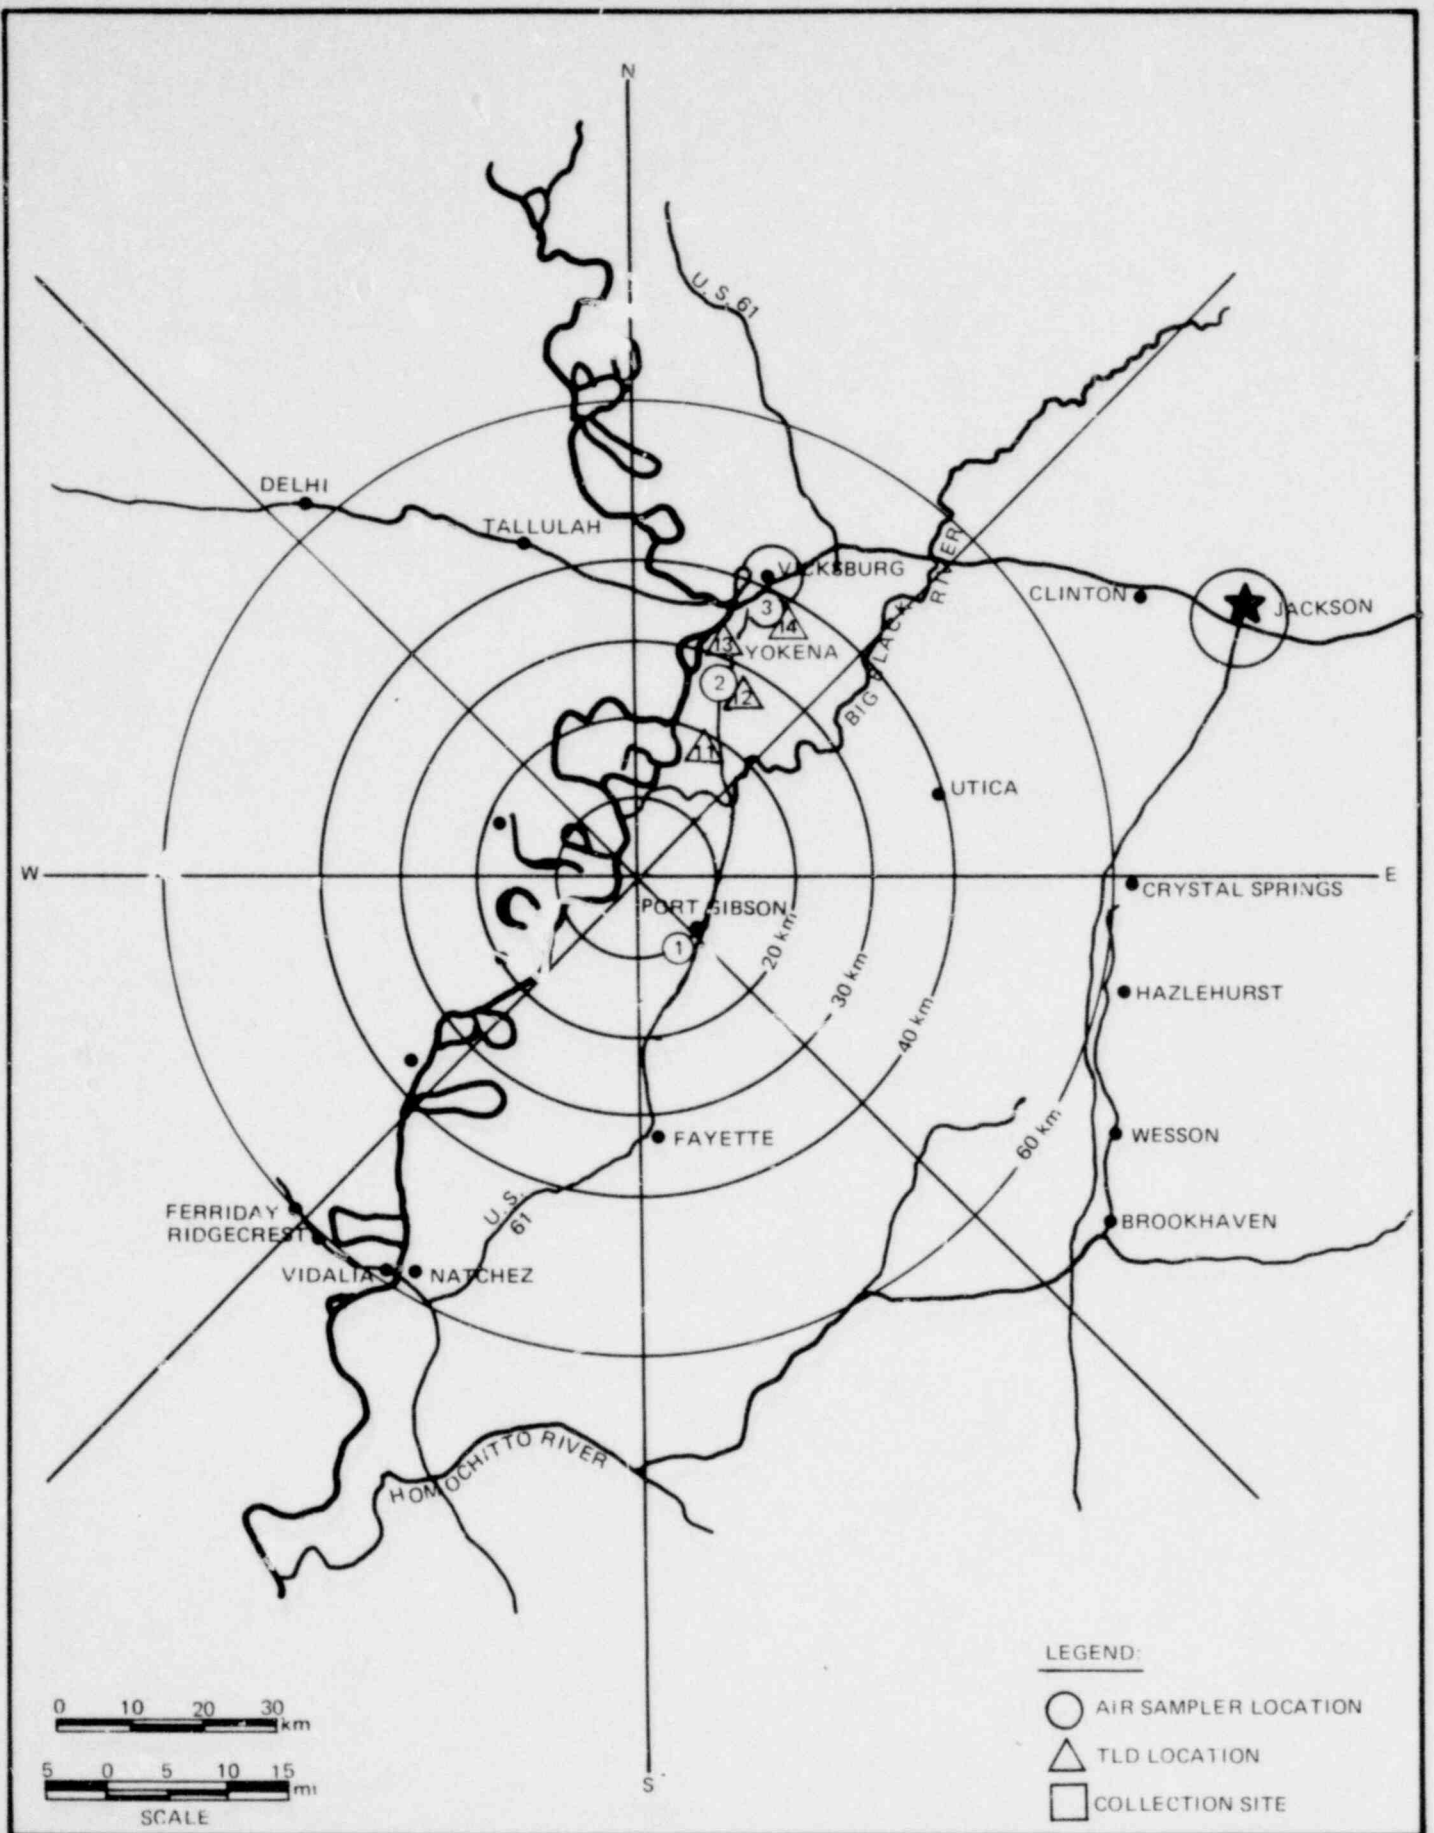 N
U. S. 61
DELHI
TALLULAH
VICKSBURG
CLINTON
JACKSON
3
14
13
YOKENA
2
12
BIG BLACK RIVER
11
UTICA
W
E
CRYSTAL SPRINGS
PORT GIBSON
1
20 km
30 km
40 km
60 km
HAZLEHURST
FAYETTE
WESSON
FERRIDAY
RIDGECREST
U. S.
61
BROOKHAVEN
VIDALIA
NATCHEZ
HOMOCHITTO RIVER
S
LEGEND:
AIR SAMPLER LOCATION
TLD LOCATION
COLLECTION SITE
0 10 20 30
km
5 0 5 10 15
mi
SCALE